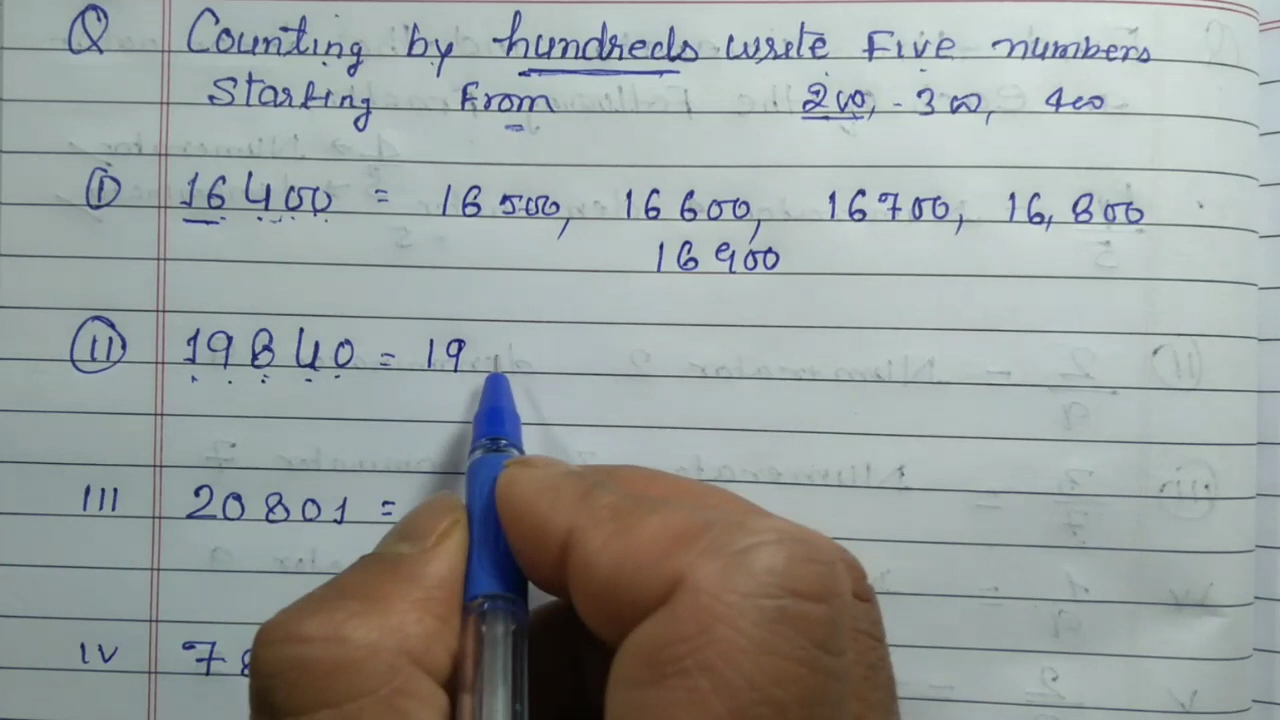 Q Counting by hundreds write Five numbers
Starting From 200, - 300, 400
(i) 16400 = 16500, 16600, 16700, 16,800
16900
(II) 19840 = 19
III 20801 =
IV 7